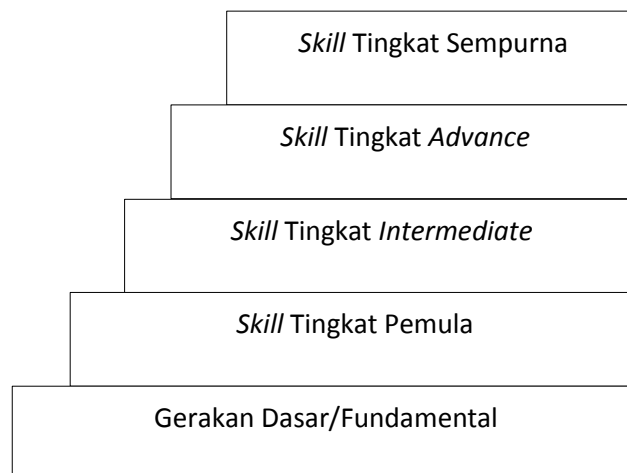 Skill Tingkat Sempurna
Skill Tingkat Advance
Skill Tingkat Intermediate
Skill Tingkat Pemula
Gerakan Dasar/Fundamental